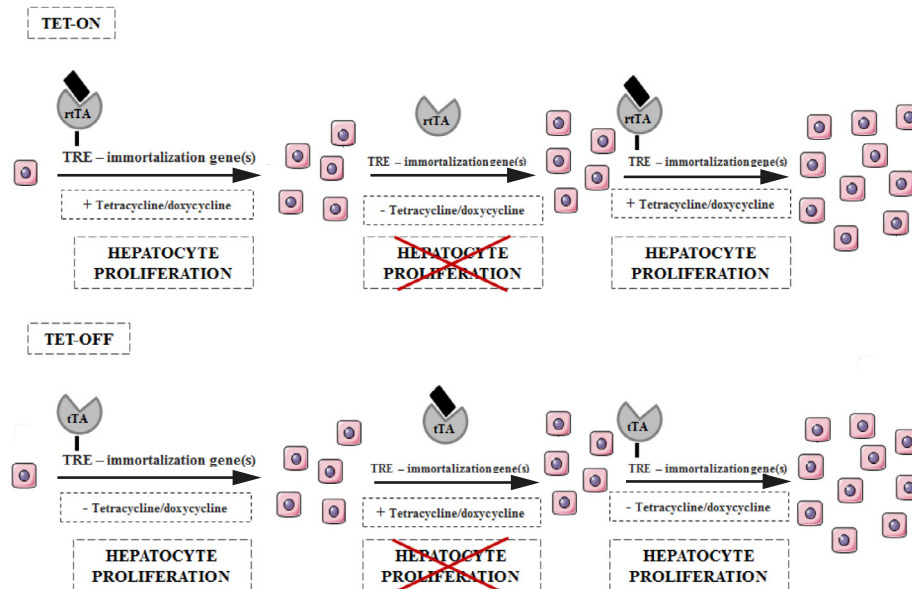 TET-ON
rtTA
rtTA
rtTA
TRE – immortalization gene(s)
TRE – immortalization gene(s)
TRE – immortalization gene(s)
+ Tetracycline/doxycycline
- Tetracycline/doxycycline
+ Tetracycline/doxycycline
HEPATOCYTE
PROLIFERATION
HEPATOCYTE
PROLIFERATION
HEPATOCYTE
PROLIFERATION
TET-OFF
tTA
tTA
tTA
TRE – immortalization gene(s)
TRE – immortalization gene(s)
TRE – immortalization gene(s)
- Tetracycline/doxycycline
+ Tetracycline/doxycycline
- Tetracycline/doxycycline
HEPATOCYTE
PROLIFERATION
HEPATOCYTE
PROLIFERATION
HEPATOCYTE
PROLIFERATION